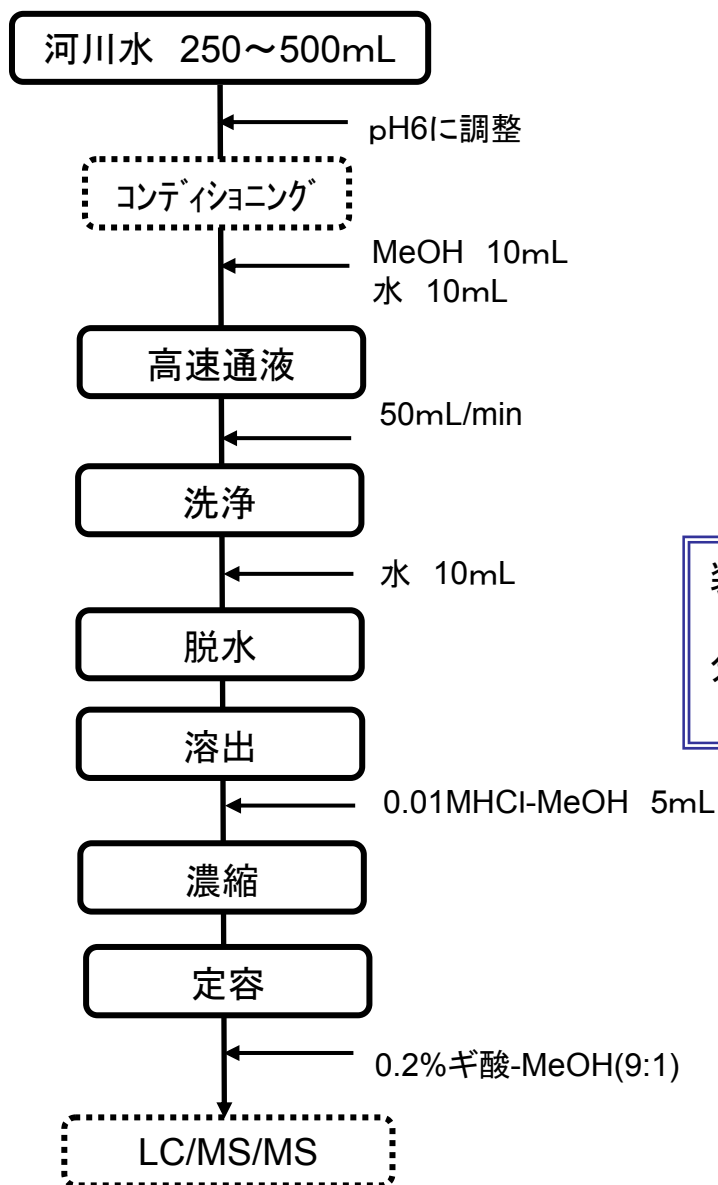 河川水 250～500mL
pH6に調整
コンディショニング
MeOH 10mL
水 10mL
高速通液
50mL/min
洗浄
水 10mL
脱水
溶出
0.01MHCl-MeOH 5mL
濃縮
定容
0.2%ギ酸-MeOH(9:1)
LC/MS/MS